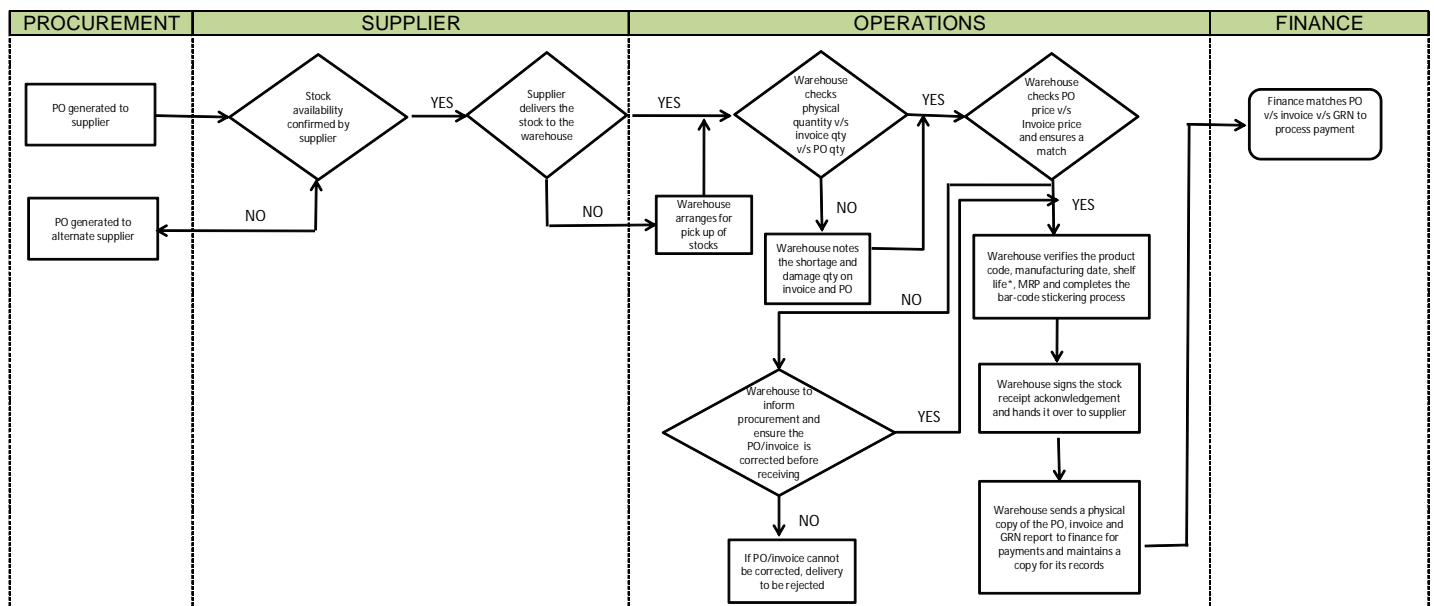 PROCUREMENT
SUPPLIER
OPERATIONS
FINANCE
PO generated to
supplier
Stock
availability
confirmed by
supplier
YES
Supplier
delivers the
stock to the
warehouse
YES
Warehouse
checks
physical
quantity v/s
invoice qty
v/s PO qty
YES
Warehouse
checks PO
price v/s
Invoice price
and ensures a
match
Finance matches PO
v/s invoice v/s GRN to
process payment
PO generated to
alternate supplier
NO
NO
Warehouse
arranges for
pick up of
stocks
NO
Warehouse notes
the shortage and
damage qty on
invoice and PO
YES
Warehouse verifies the product
code, manufacturing date, shelf
life*, MRP and completes the
bar-code stickering process
NO
Warehouse to
inform
procurement and
ensure the
PO/invoice is
corrected before
receiving
YES
Warehouse signs the stock
receipt ackonwledgement
and hands it over to supplier
NO
If PO/invoice cannot
be corrected, delivery
to be rejected
Warehouse sends a physical
copy of the PO, invoice and
GRN report to finance for
payments and maintains a
copy for its records